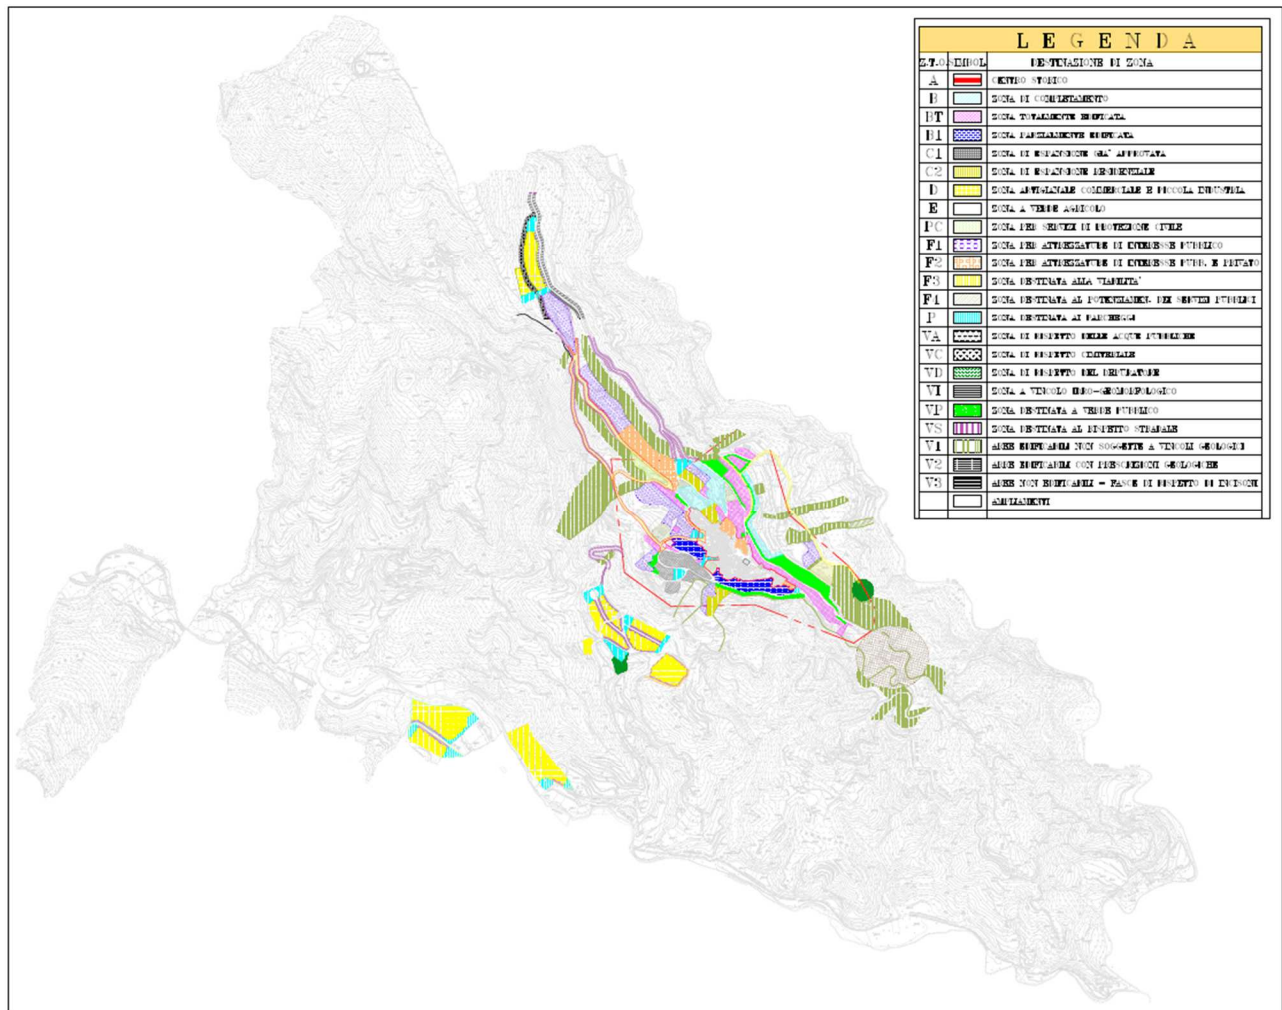 LEGENDA
Z.T.O. SIMBOL. DESTINAZIONE DI ZONA
A CENTRO STORICO
B ZONA DI COMPLETAMENTO
BT ZONA TOTALMENTE EDIFICATA
B1 ZONA PARZIALMENTE EDIFICATA
C1 ZONA DI ESPANSIONE GIA' APPROVATA
C2 ZONA DI ESPANSIONE RESIDENZIALE
D ZONA ARTIGIANALE COMMERCIALE E PICCOLA INDUSTRIA
E ZONA A VERDE AGRICOLO
PC ZONA PER SERVIZI DI PROTEZIONE CIVILE
F1 ZONA PER ATTREZZATURE DI INTERESSE PUBBLICO
F2 ZONA PER ATTREZZATURE DI INTERESSE PUBB. E PRIVATO
F3 ZONA DESTINATA ALLA VIABILITA'
F4 ZONA DESTINATA AL POTENZIAMEN. DEI SERVIZI PUBBLICI
P ZONA DESTINATA AI PARCHEGGI
VA ZONA DI RISPETTO DELLE ACQUE PUBBLICHE
VC ZONA DI RISPETTO CIMITERIALE
VD ZONA DI RISPETTO DEL DEPURATORE
VI ZONA A VINCOLO IDRO-GEOMORFOLOGICO
VP ZONA DESTINATA A VERDE PUBBLICO
VS ZONA DESTINATA AL RISPETTO STRADALE
V1 AREE EDIFICABILI NON SOGGETTE A VINCOLI GEOLOGICI
V2 AREE EDIFICABILI CON PRESCRIZIONI GEOLOGICHE
V3 AREE NON EDIFICABILI - FASCE DI RISPETTO DI INCISONI
AMPLIAMENTI